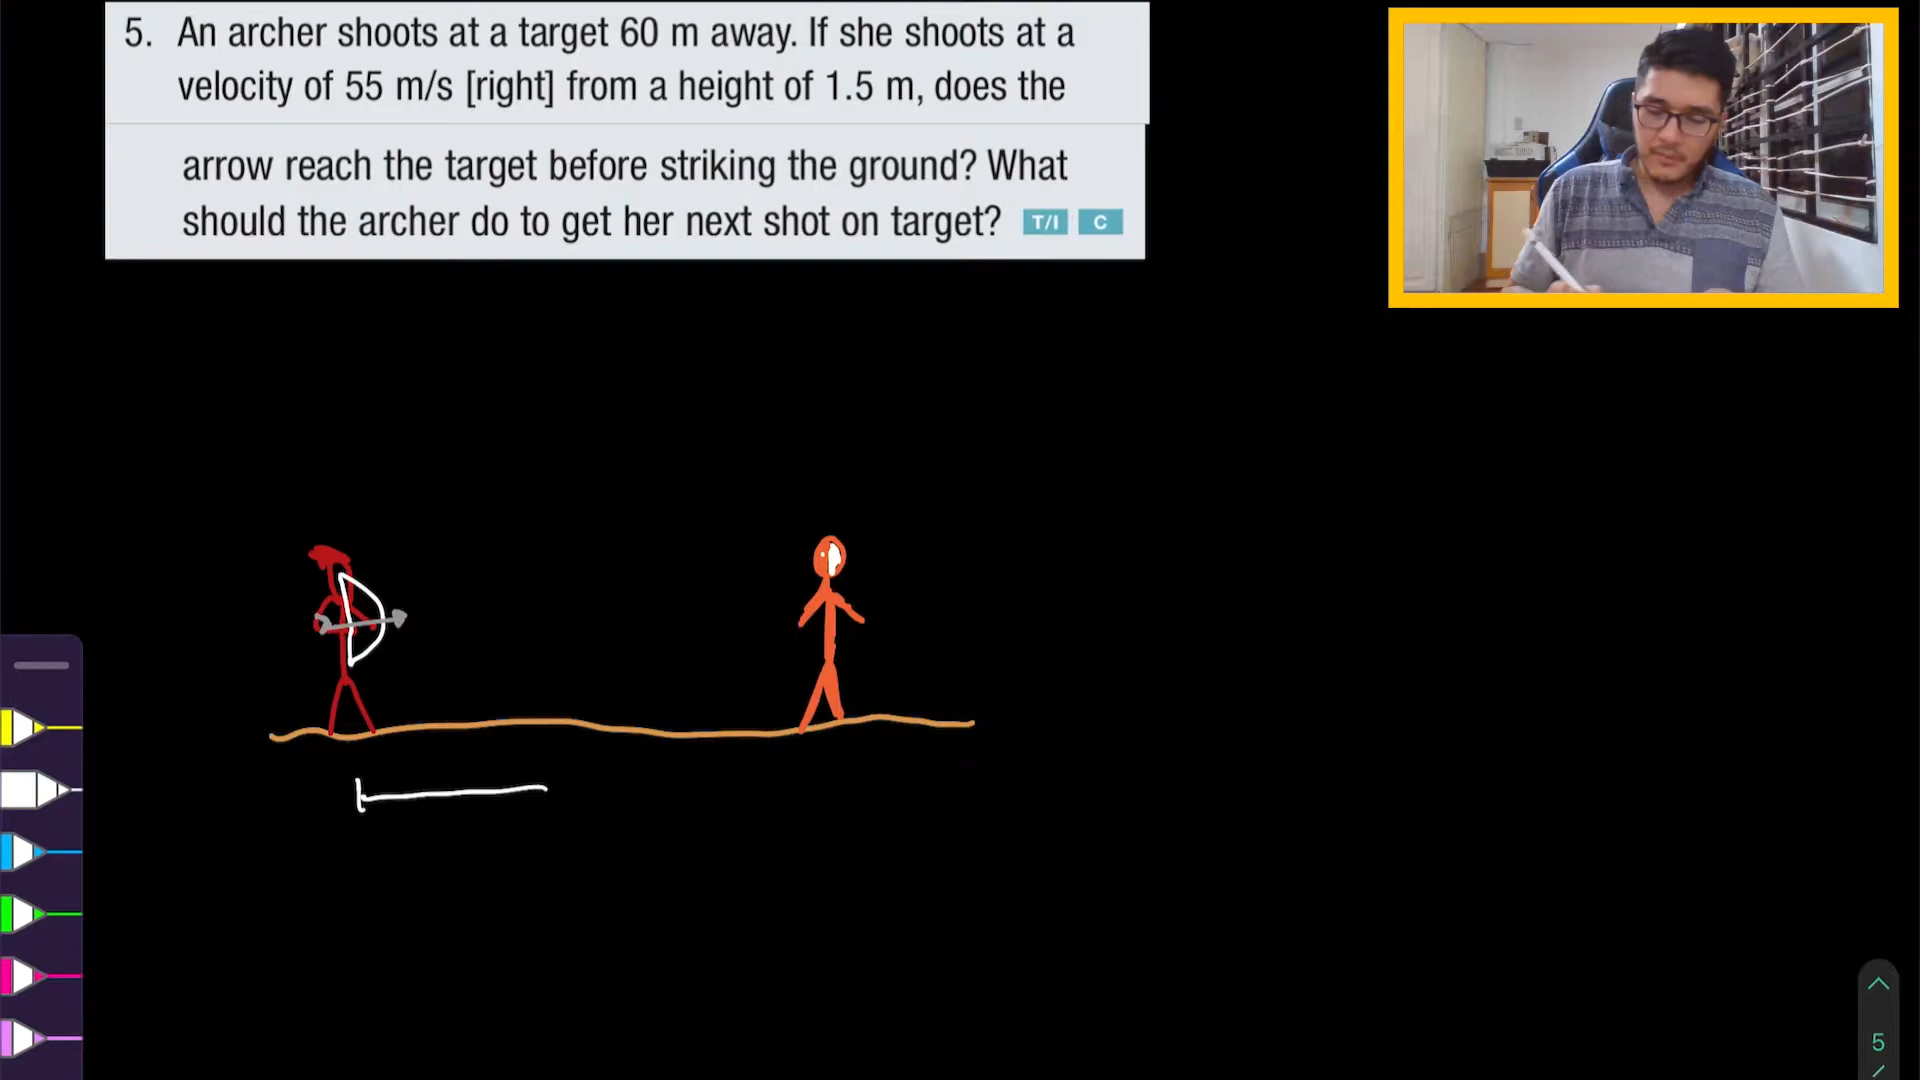 5. An archer shoots at a target 60 m away. If she shoots at a
velocity of 55 m/s [right] from a height of 1.5 m, does the
arrow reach the target before striking the ground? What
should the archer do to get her next shot on target? T/I C
5